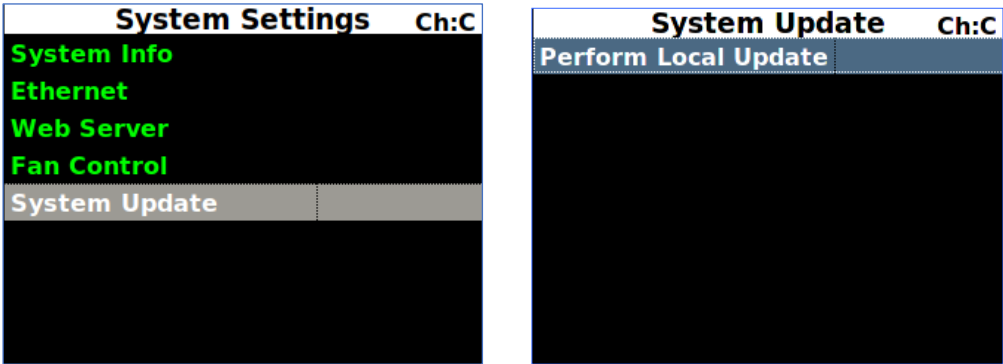 System Settings Ch:C
System Info
Ethernet
Web Server
Fan Control
System Update
System Update Ch:C
Perform Local Update